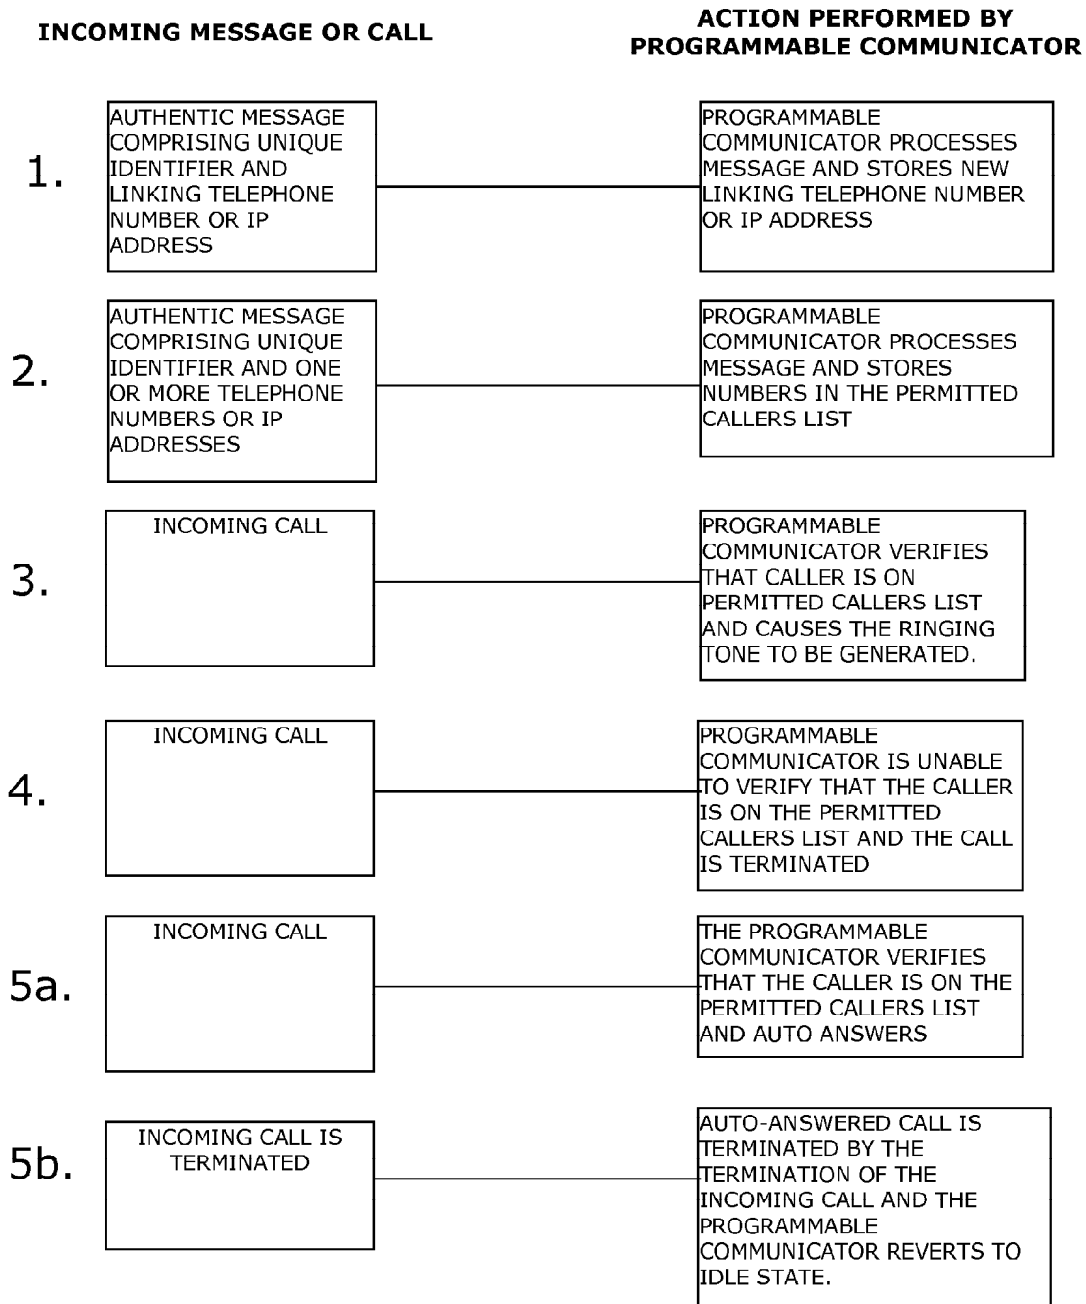 INCOMING MESSAGE OR CALL
ACTION PERFORMED BY
PROGRAMMABLE COMMUNICATOR
1.
AUTHENTIC MESSAGE
COMPRISING UNIQUE
IDENTIFIER AND
LINKING TELEPHONE
NUMBER OR IP
ADDRESS
PROGRAMMABLE
COMMUNICATOR PROCESSES
MESSAGE AND STORES NEW
LINKING TELEPHONE NUMBER
OR IP ADDRESS
2.
AUTHENTIC MESSAGE
COMPRISING UNIQUE
IDENTIFIER AND ONE
OR MORE TELEPHONE
NUMBERS OR IP
ADDRESSES
PROGRAMMABLE
COMMUNICATOR PROCESSES
MESSAGE AND STORES
NUMBERS IN THE PERMITTED
CALLERS LIST
3.
INCOMING CALL
PROGRAMMABLE
COMMUNICATOR VERIFIES
THAT CALLER IS ON
PERMITTED CALLERS LIST
AND CAUSES THE RINGING
TONE TO BE GENERATED.
4.
INCOMING CALL
PROGRAMMABLE
COMMUNICATOR IS UNABLE
TO VERIFY THAT THE CALLER
IS ON THE PERMITTED
CALLERS LIST AND THE CALL
IS TERMINATED
5a.
INCOMING CALL
THE PROGRAMMABLE
COMMUNICATOR VERIFIES
THAT THE CALLER IS ON THE
PERMITTED CALLERS LIST
AND AUTO ANSWERS
5b.
INCOMING CALL IS
TERMINATED
AUTO-ANSWERED CALL IS
TERMINATED BY THE
TERMINATION OF THE
INCOMING CALL AND THE
PROGRAMMABLE
COMMUNICATOR REVERTS TO
IDLE STATE.